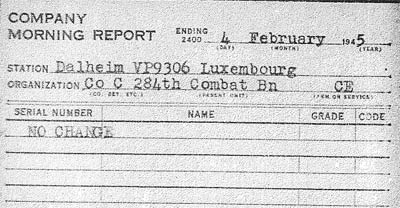 COMPANY
MORNING REPORT ENDING 2400 4 February 1945
(DAY) (MONTH) (YEAR)
STATION Dalheim VP9306 Luxembourg
ORGANIZATION Co C 284th Combat Bn CE
(CO, DET, ETC.) (PARENT UNIT) (ARM OR SERVICE)
SERIAL NUMBER NAME GRADE CODE
NO CHANGE